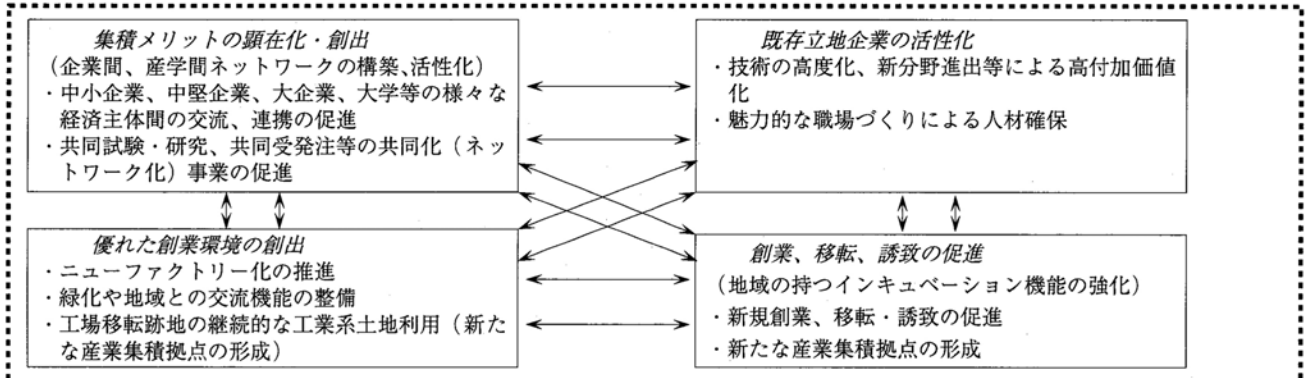 集積メリットの顕在化・創出
(企業間、産学間ネットワークの構築、活性化)
・中小企業、中堅企業、大企業、大学等の様々な
経済主体間の交流、連携の促進
・共同試験・研究、共同受発注等の共同化(ネッ
トワーク化)事業の促進
既存立地企業の活性化
・技術の高度化、新分野進出等による高付加価値
化
・魅力的な職場づくりによる人材確保
優れた創業環境の創出
・ニューファクトリー化の推進
・緑化や地域との交流機能の整備
・工場移転跡地の継続的な工業系土地利用(新た
な産業集積拠点の形成)
創業、移転、誘致の促進
(地域の持つインキュベーション機能の強化)
・新規創業、移転・誘致の促進
・新たな産業集積拠点の形成